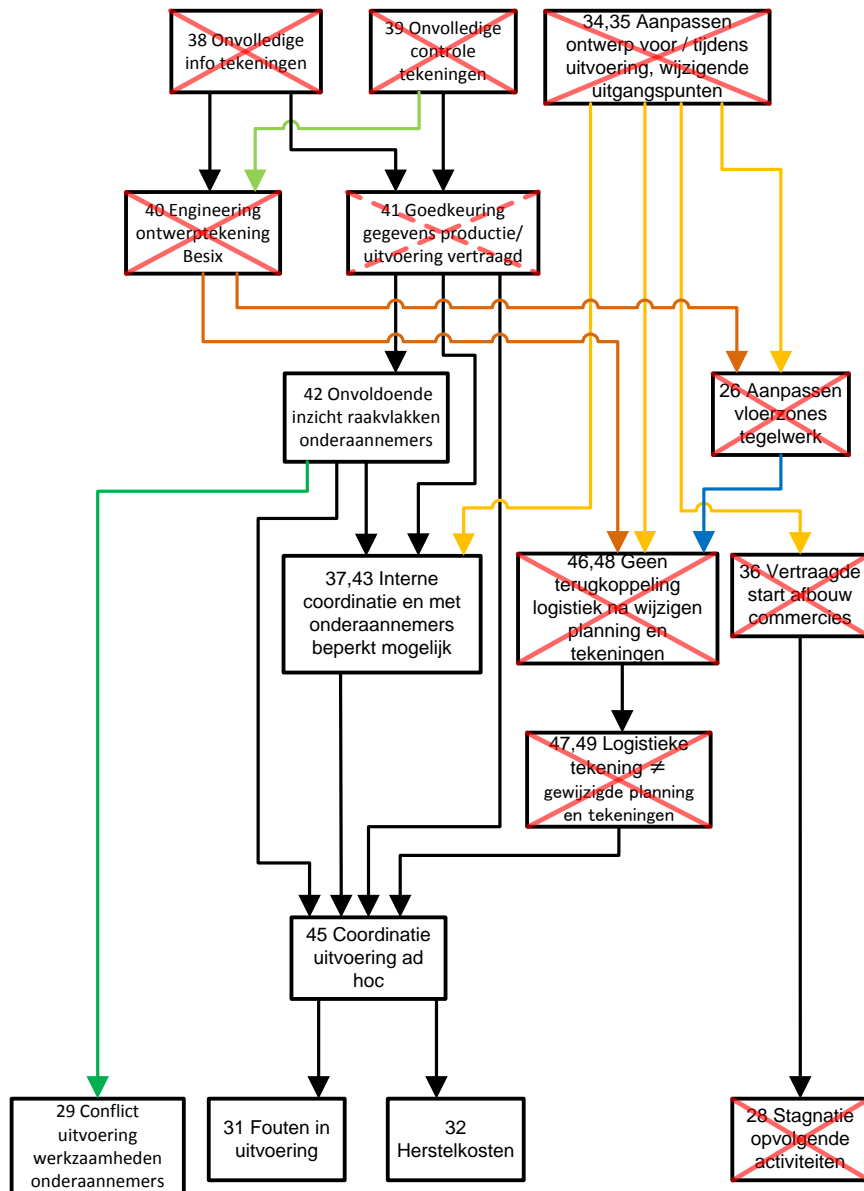 38 Onvolledige
info tekeningen
39 Onvolledige
controle
tekeningen
34,35 Aanpassen
ontwerp voor / tijdens
uitvoering, wijzigende
uitgangspunten
40 Engineering
ontwerptekening
Besix
41 Goedkeuring
gegevens productie/
uitvoering vertraagd
42 Onvoldoende
inzicht raakvlakken
onderaannemers
26 Aanpassen
vloerzones
tegelwerk
37,43 Interne
coordinatie en met
onderaannemers
beperkt mogelijk
46,48 Geen
terugkoppeling
logistiek na wijzigen
planning en
tekeningen
36 Vertraagde
start afbouw
commercies
47,49 Logistieke
tekening ≠
gewijzigde planning
en tekeningen
45 Coordinatie
uitvoering ad
hoc
29 Conflict
uitvoering
werkzaamheden
onderaannemers
31 Fouten in
uitvoering
32
Herstelkosten
28 Stagnatie
opvolgende
activiteiten